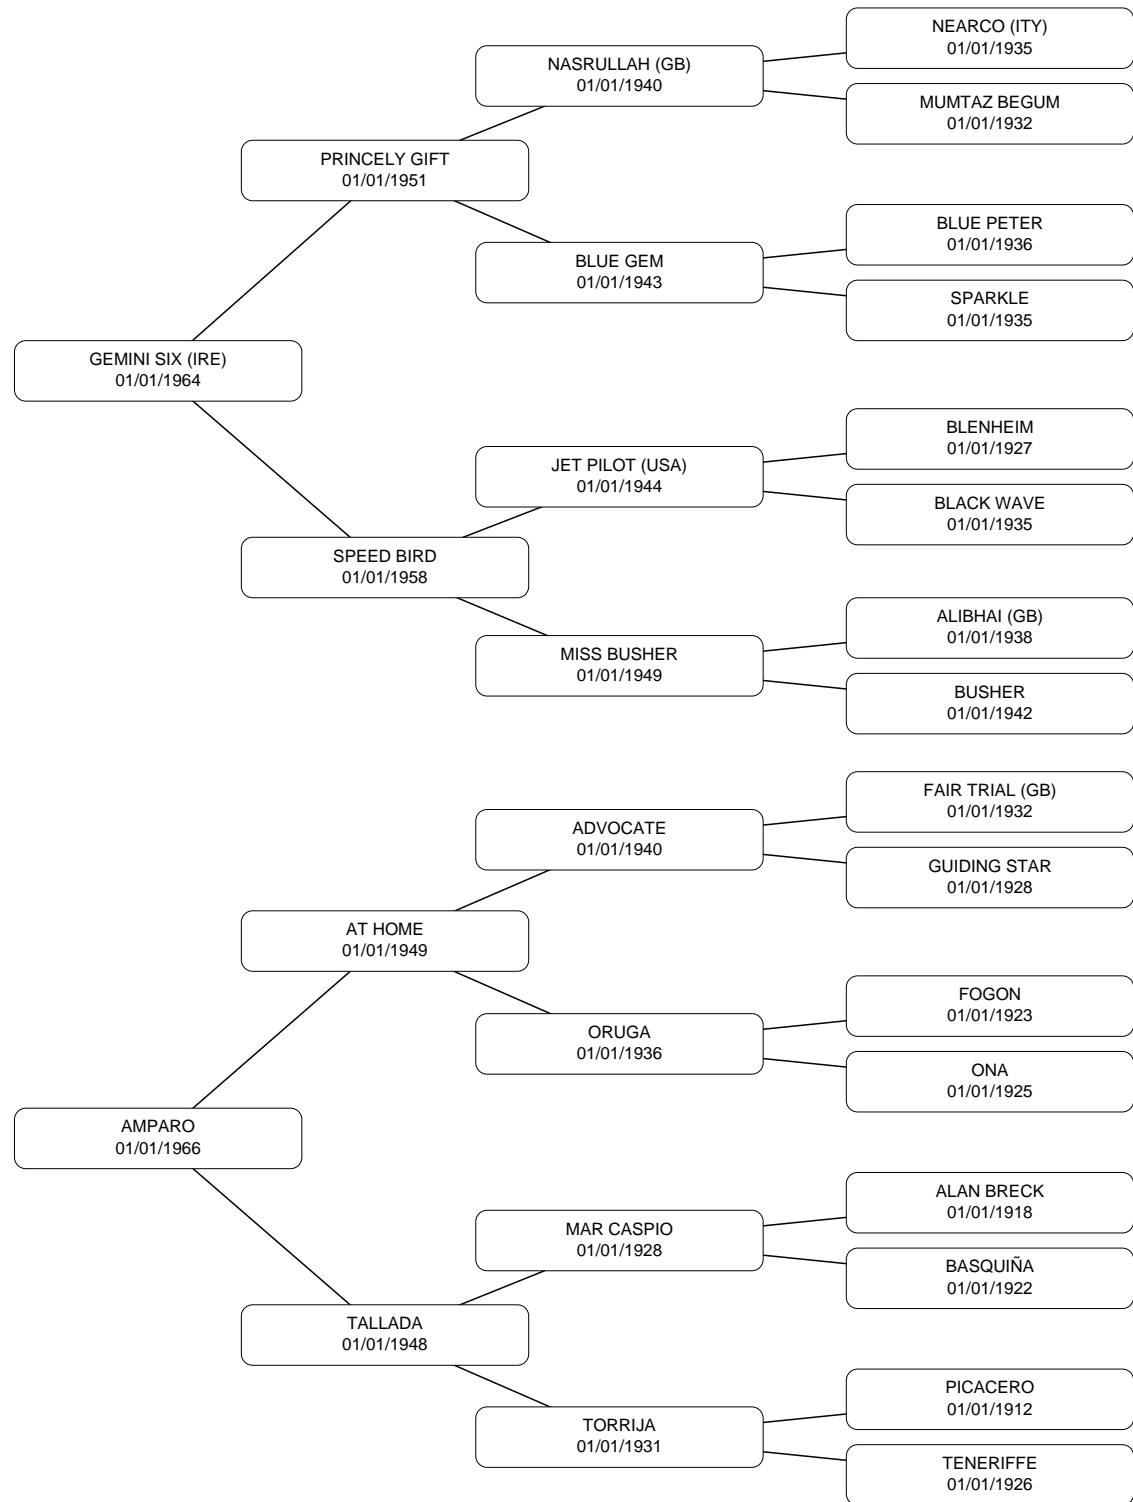 NEARCO (ITY)
01/01/1935
NASRULLAH (GB)
01/01/1940
MUMTAZ BEGUM
01/01/1932
PRINCELY GIFT
01/01/1951
BLUE PETER
01/01/1936
BLUE GEM
01/01/1943
SPARKLE
01/01/1935
GEMINI SIX (IRE)
01/01/1964
BLENHEIM
01/01/1927
JET PILOT (USA)
01/01/1944
BLACK WAVE
01/01/1935
SPEED BIRD
01/01/1958
ALIBHAI (GB)
01/01/1938
MISS BUSHER
01/01/1949
BUSHER
01/01/1942
FAIR TRIAL (GB)
01/01/1932
ADVOCATE
01/01/1940
GUIDING STAR
01/01/1928
AT HOME
01/01/1949
FOGON
01/01/1923
ORUGA
01/01/1936
ONA
01/01/1925
AMPARO
01/01/1966
ALAN BRECK
01/01/1918
MAR CASPIO
01/01/1928
BASQUIÑA
01/01/1922
TALLADA
01/01/1948
PICACERO
01/01/1912
TORRIJA
01/01/1931
TENERIFFE
01/01/1926